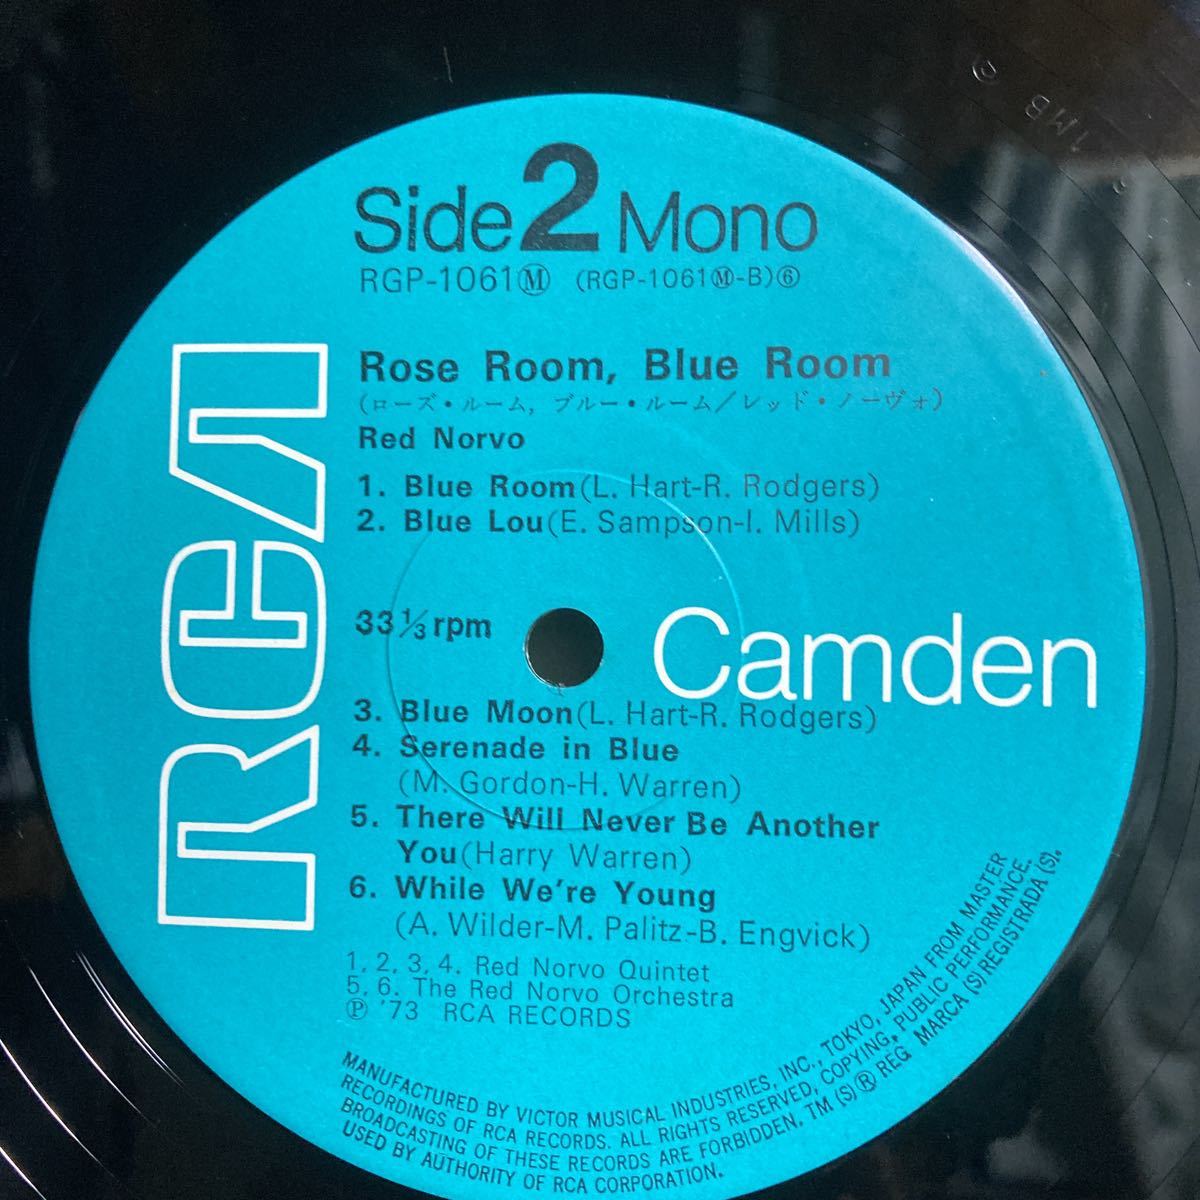 Side 2 Mono
RGP-1061Ⓜ (RGP-1061Ⓜ-B)⑥
Rose Room, Blue Room
(ローズ・ルーム, ブルー・ルーム/レッド・ノーヴォ)
Red Norvo
1. Blue Room(L. Hart-R. Rodgers)
2. Blue Lou(E. Sampson-I. Mills)
33 1/3 rpm
RCA
Camden
3. Blue Moon(L. Hart-R. Rodgers)
4. Serenade in Blue
(M. Gordon-H. Warren)
5. There Will Never Be Another
You(Harry Warren)
6. While We're Young
(A. Wilder-M. Palitz-B. Engvick)
1, 2, 3, 4. Red Norvo Quintet
5, 6. The Red Norvo Orchestra
Ⓟ '73 RCA RECORDS
MANUFACTURED BY VICTOR MUSICAL INDUSTRIES, INC., TOKYO, JAPAN FROM MASTER
RECORDINGS OF RCA RECORDS. ALL RIGHTS RESERVED, COPYING, PUBLIC PERFORMANCE.
BROADCASTING OF THESE RECORDS ARE FORBIDDEN, TM (S) ® REG MARCA (S) REGISTRADA (S).
USED BY AUTHORITY OF RCA CORPORATION.